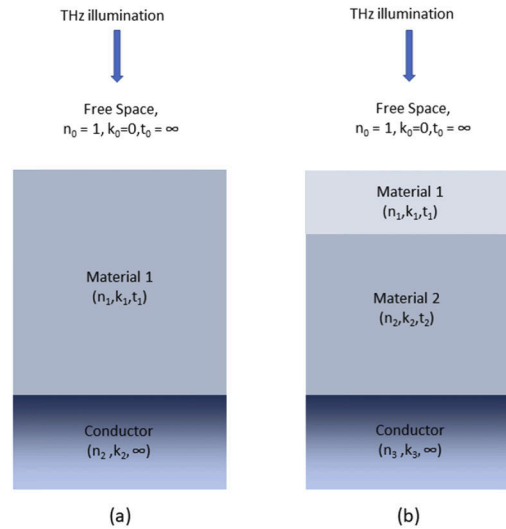 THz illumination
Free Space,
n₀ = 1, k₀=0,t₀ = ∞
Material 1
(n₁,k₁,t₁)
Conductor
(n₂ ,k₂, ∞)
(a)
THz illumination
Free Space,
n₀ = 1, k₀=0,t₀ = ∞
Material 1
(n₁,k₁,t₁)
Material 2
(n₂,k₂,t₂)
Conductor
(n₃ ,k₃, ∞)
(b)